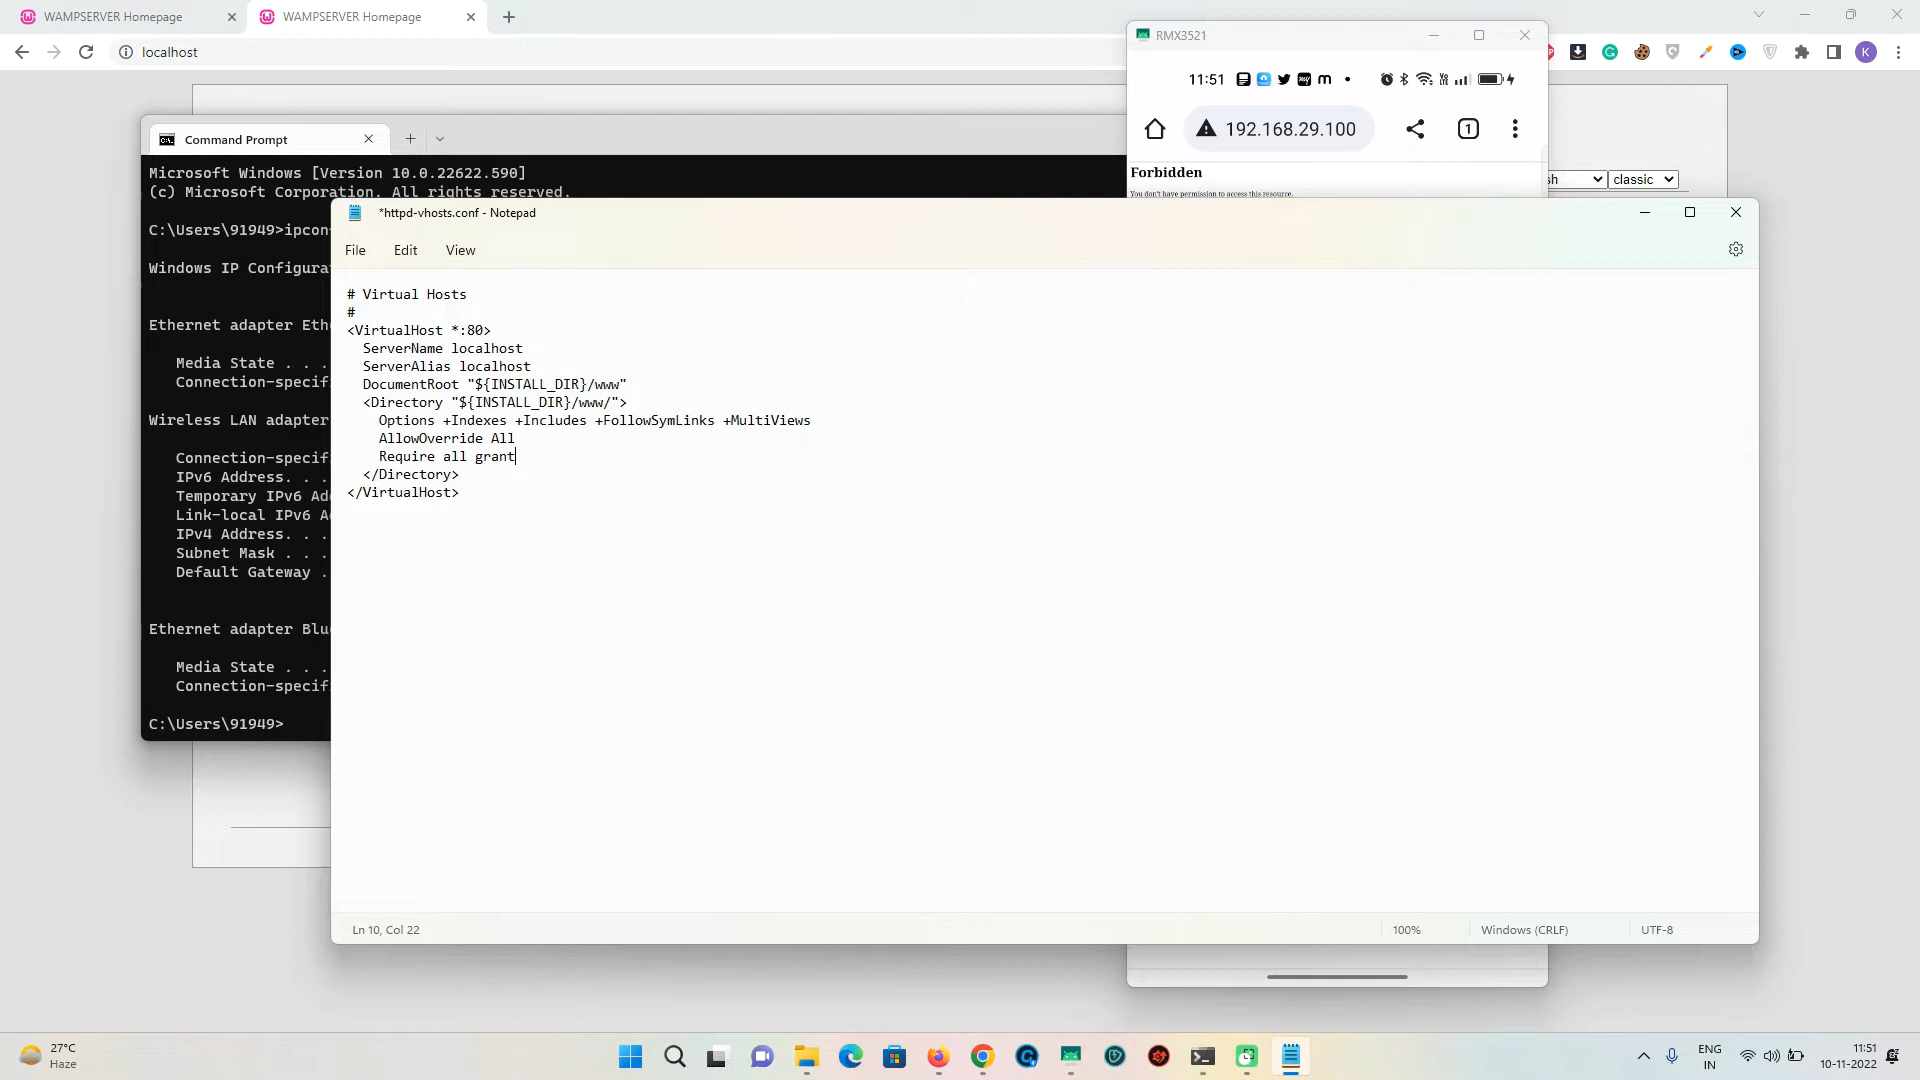 WAMPSERVER Homepage
WAMPSERVER Homepage
localhost
K
RMX3521
11:51
192.168.29.100
1
Forbidden
You don't have permission to access this resource.
sh
classic
Command Prompt
Microsoft Windows [Version 10.0.22622.590]
(c) Microsoft Corporation. All rights reserved.
C:\Users\91949>ipcon
Windows IP Configura
Ethernet adapter Eth
Media State . . .
Connection-specif
Wireless LAN adapter
Connection-specif
IPv6 Address. . .
Temporary IPv6 Ad
Link-local IPv6 A
IPv4 Address. . .
Subnet Mask . . .
Default Gateway .
Ethernet adapter Blu
Media State . . .
Connection-specif
C:\Users\91949>
*httpd-vhosts.conf - Notepad
File Edit View
# Virtual Hosts
#
<VirtualHost *:80>
ServerName localhost
ServerAlias localhost
DocumentRoot "${INSTALL_DIR}/www"
<Directory "${INSTALL_DIR}/www/">
Options +Indexes +Includes +FollowSymLinks +MultiViews
AllowOverride All
Require all grant
</Directory>
</VirtualHost>
Ln 10, Col 22
100%
Windows (CRLF)
UTF-8
27°C
Haze
ENG
IN
11:51
10-11-2022